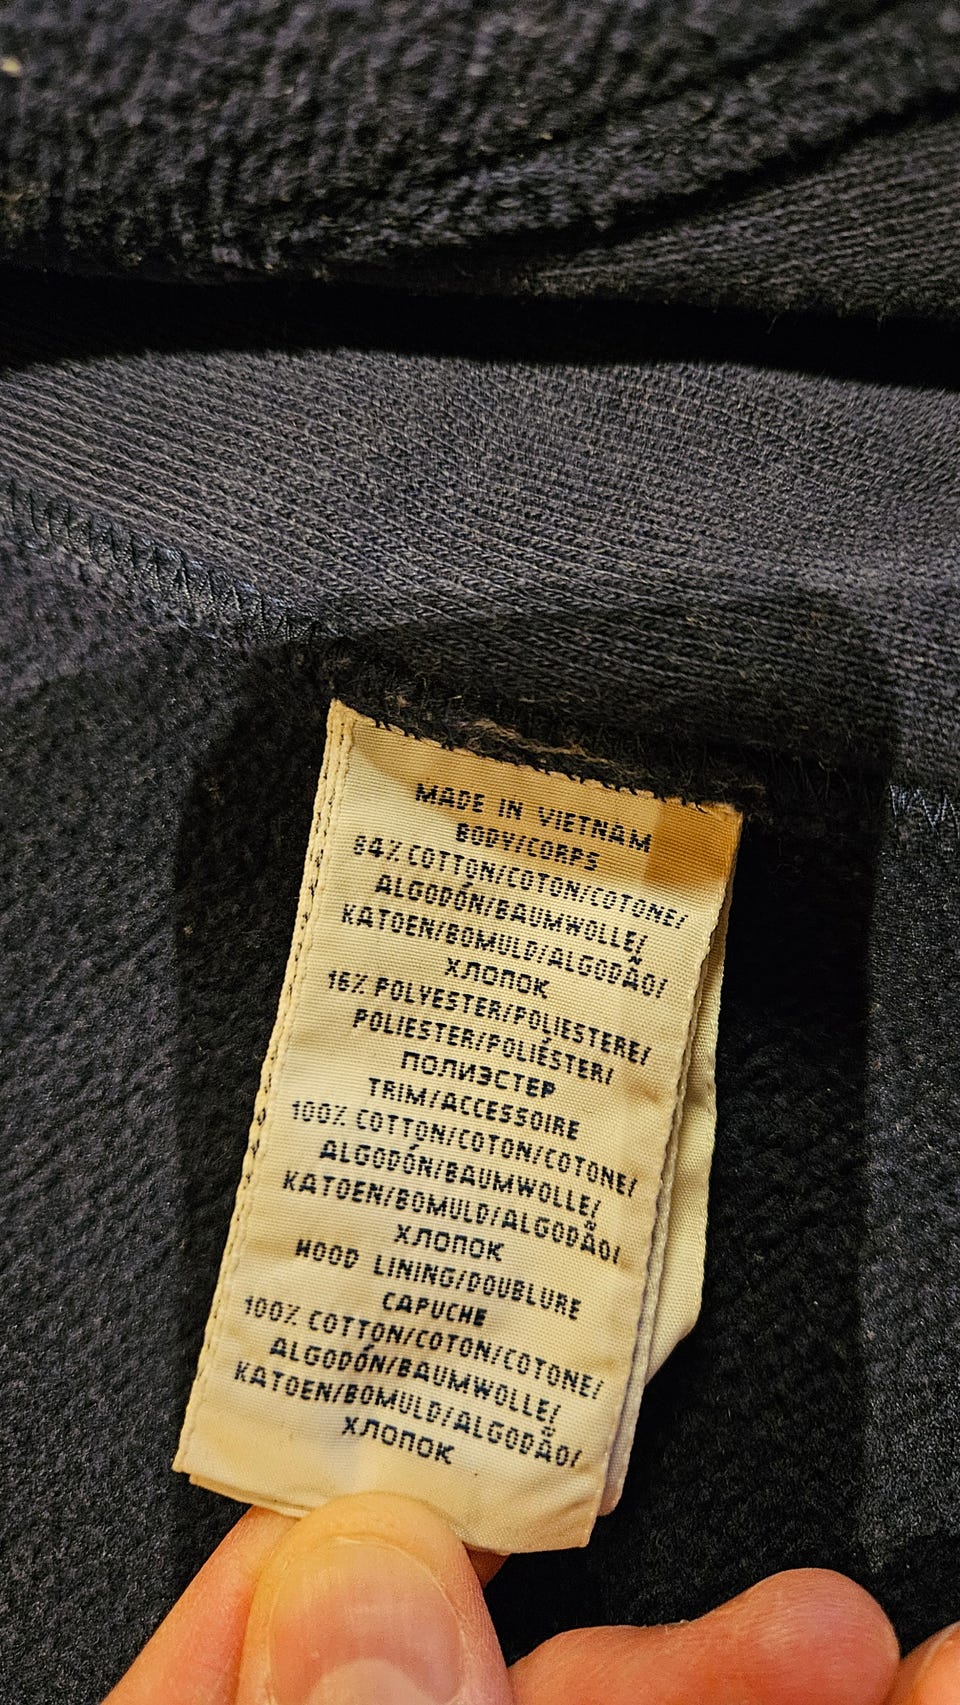 MADE IN VIETNAM
BODY/CORPS
84% COTTON/COTON/COTONE/
ALGODÓN/BAUMWOLLE/
KATOEN/BOMULD/ALGODÃO/
ХЛОПОК
16% POLYESTER/POLIESTERE/
POLIESTER/POLIÉSTER/
ПОЛИЭСТЕР
TRIM/ACCESSOIRE
100% COTTON/COTON/COTONE/
ALGODÓN/BAUMWOLLE/
KATOEN/BOMULD/ALGODÃO/
ХЛОПОК
HOOD LINING/DOUBLURE
CAPUCHE
100% COTTON/COTON/COTONE/
ALGODÓN/BAUMWOLLE/
KATOEN/BOMULD/ALGODÃO/
ХЛОПОК